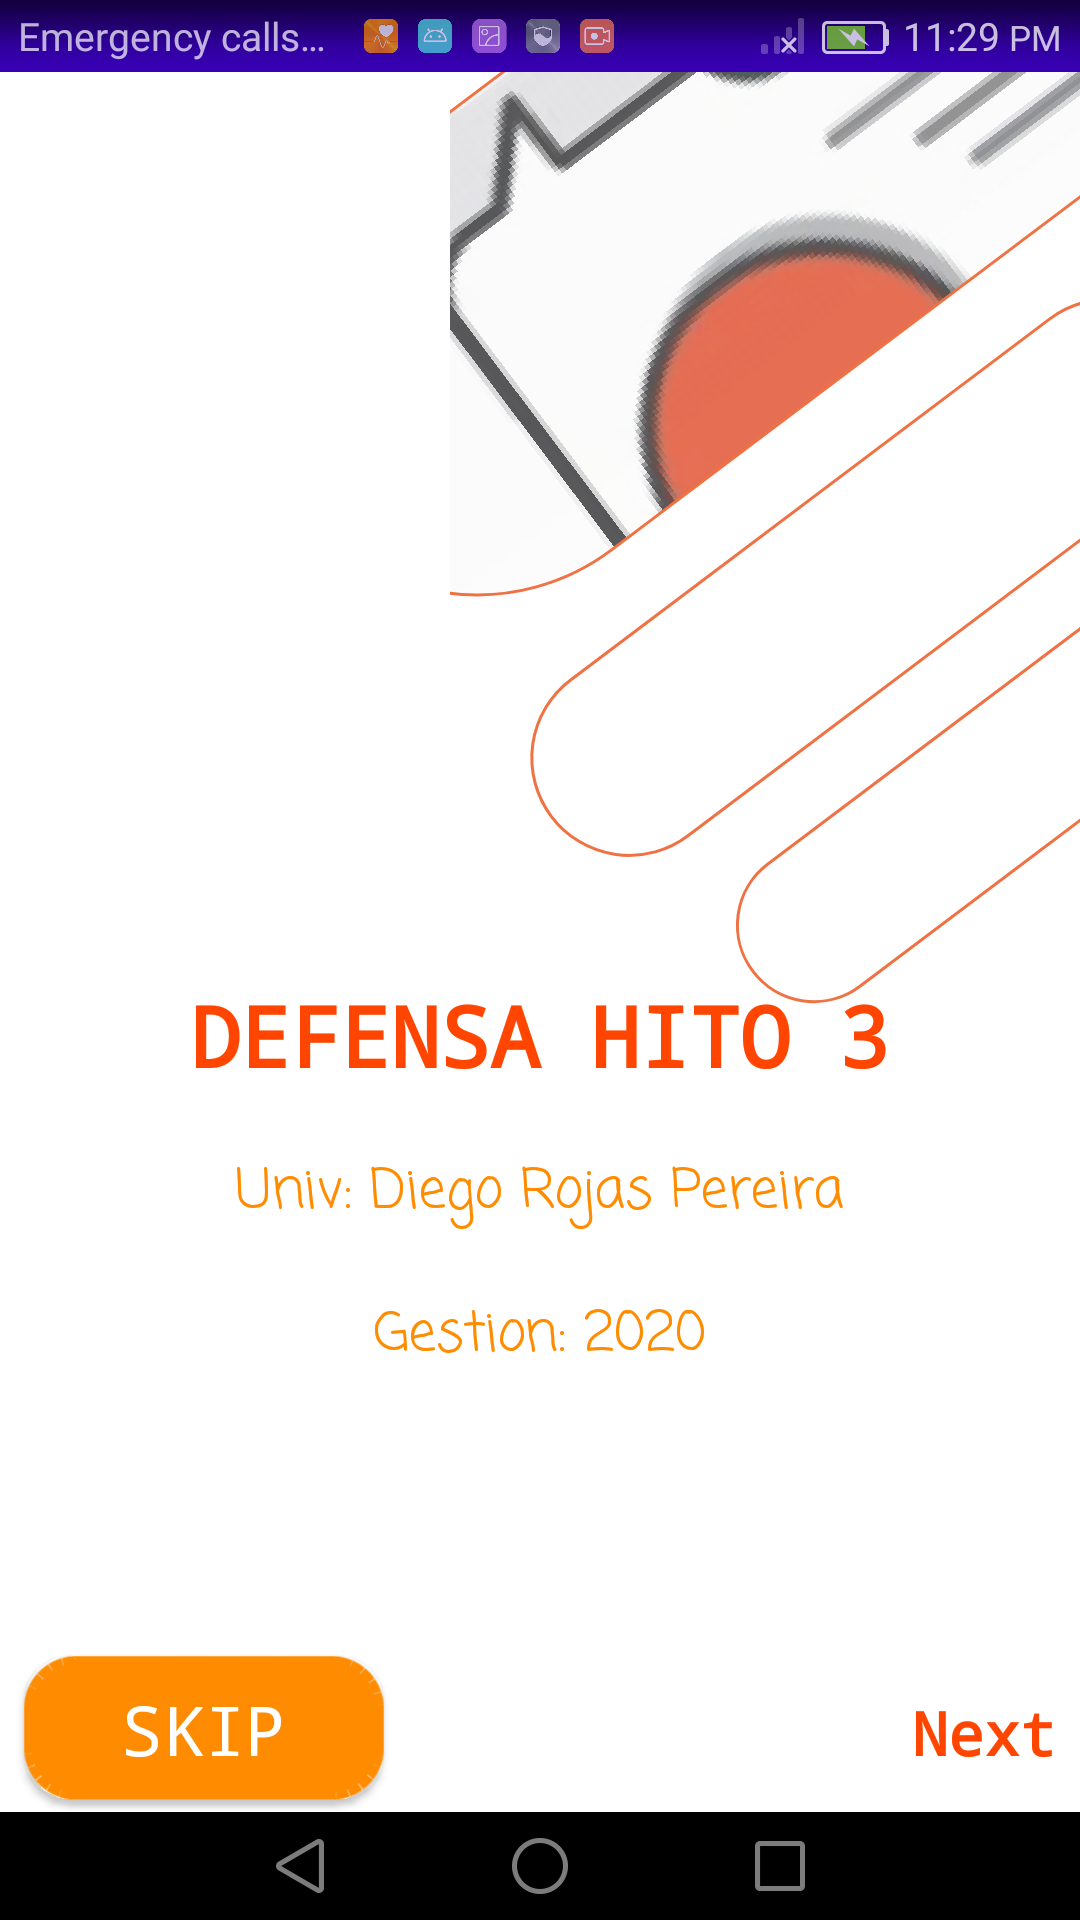 Emergency calls... 11:29 PM
DEFENSA HITO 3
Univ: Diego Rojas Pereira
Gestion: 2020
SKIP
Next